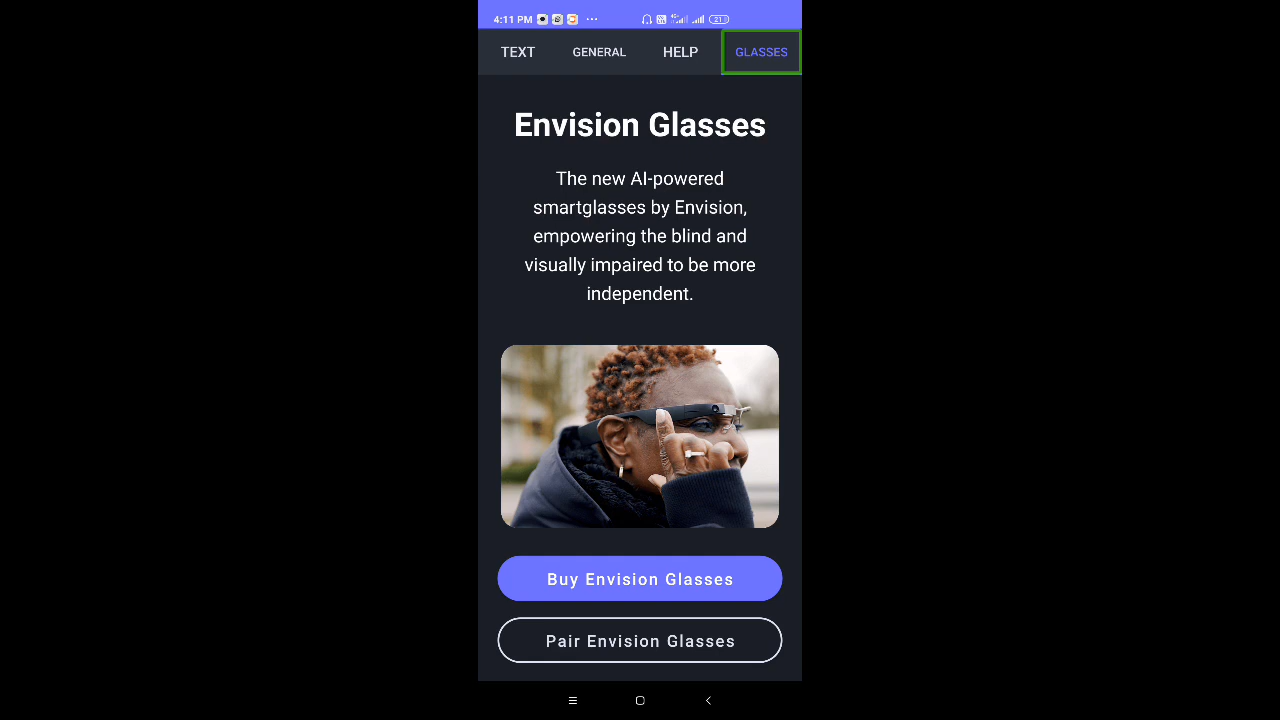 4:11 PM 21
TEXT GENERAL HELP GLASSES
Envision Glasses
The new AI-powered
smartglasses by Envision,
empowering the blind and
visually impaired to be more
independent.
Buy Envision Glasses
Pair Envision Glasses